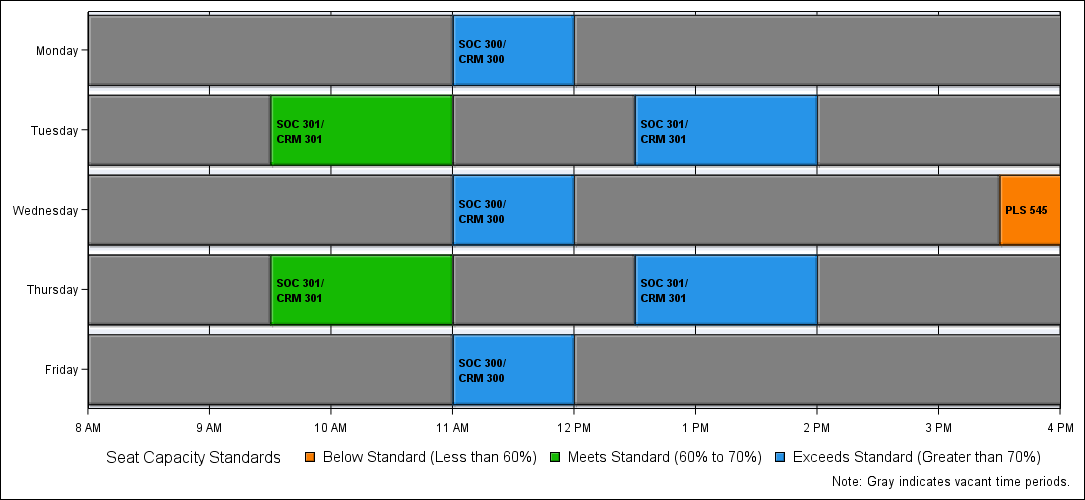 Monday
SOC 300/
CRM 300
Tuesday
SOC 301/
CRM 301
SOC 301/
CRM 301
Wednesday
SOC 300/
CRM 300
PLS 545
Thursday
SOC 301/
CRM 301
SOC 301/
CRM 301
Friday
SOC 300/
CRM 300
8 AM 9 AM 10 AM 11 AM 12 PM 1 PM 2 PM 3 PM 4 PM
Seat Capacity Standards Below Standard (Less than 60%) Meets Standard (60% to 70%) Exceeds Standard (Greater than 70%)
Note: Gray indicates vacant time periods.